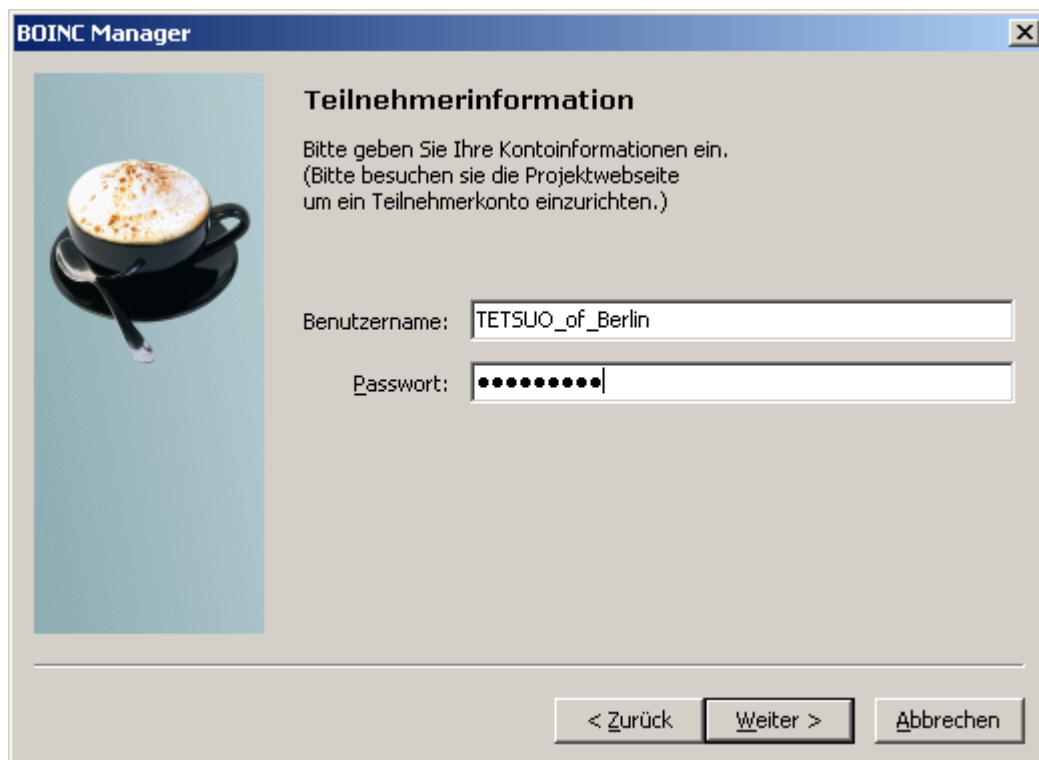 BOINC Manager
Teilnehmerinformation
Bitte geben Sie Ihre Kontoinformationen ein.
(Bitte besuchen sie die Projektwebseite
um ein Teilnehmerkonto einzurichten.)
Benutzername: TETSUO_of_Berlin
Passwort: ●●●●●●●●●
< Zurück Weiter > Abbrechen